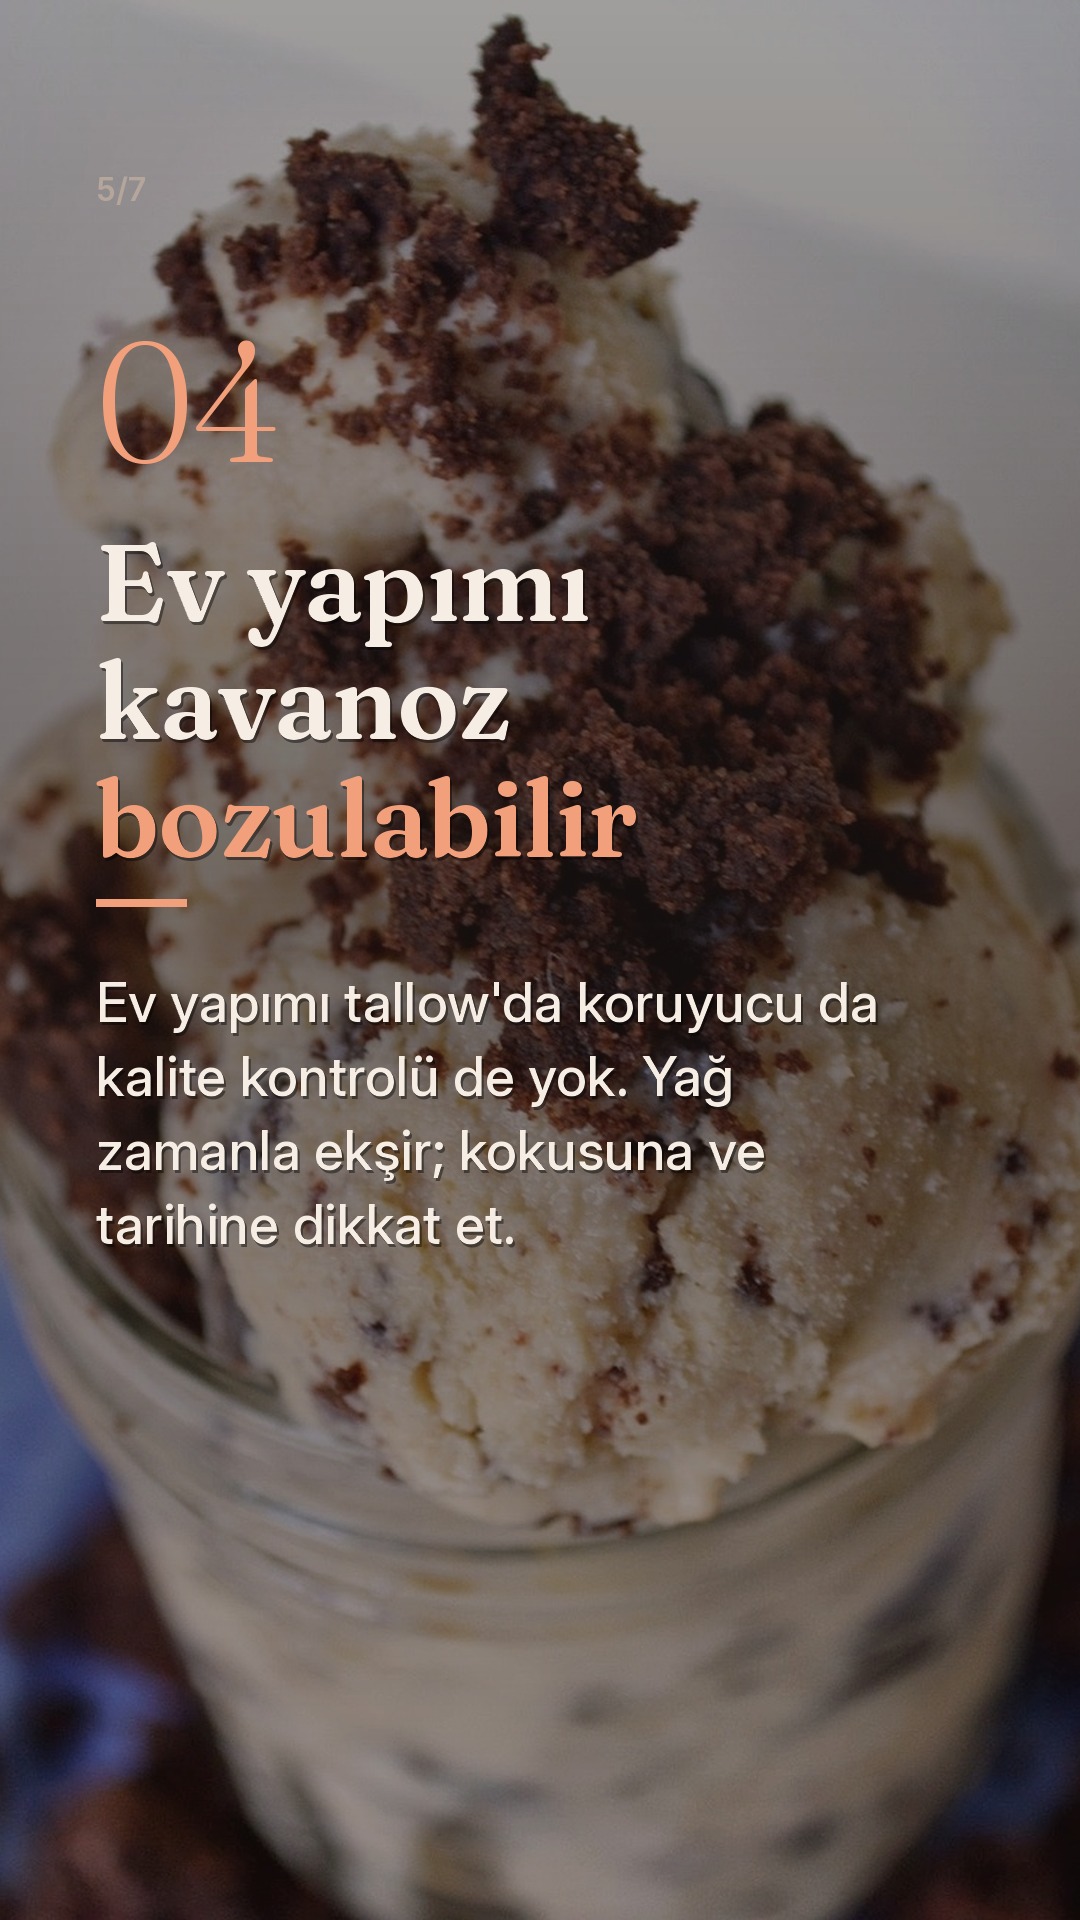 5/7
04
Ev yapımı
kavanoz
bozulabilir
Ev yapımı tallow'da koruyucu da
kalite kontrolü de yok. Yağ
zamanla ekşir; kokusuna ve
tarihine dikkat et.